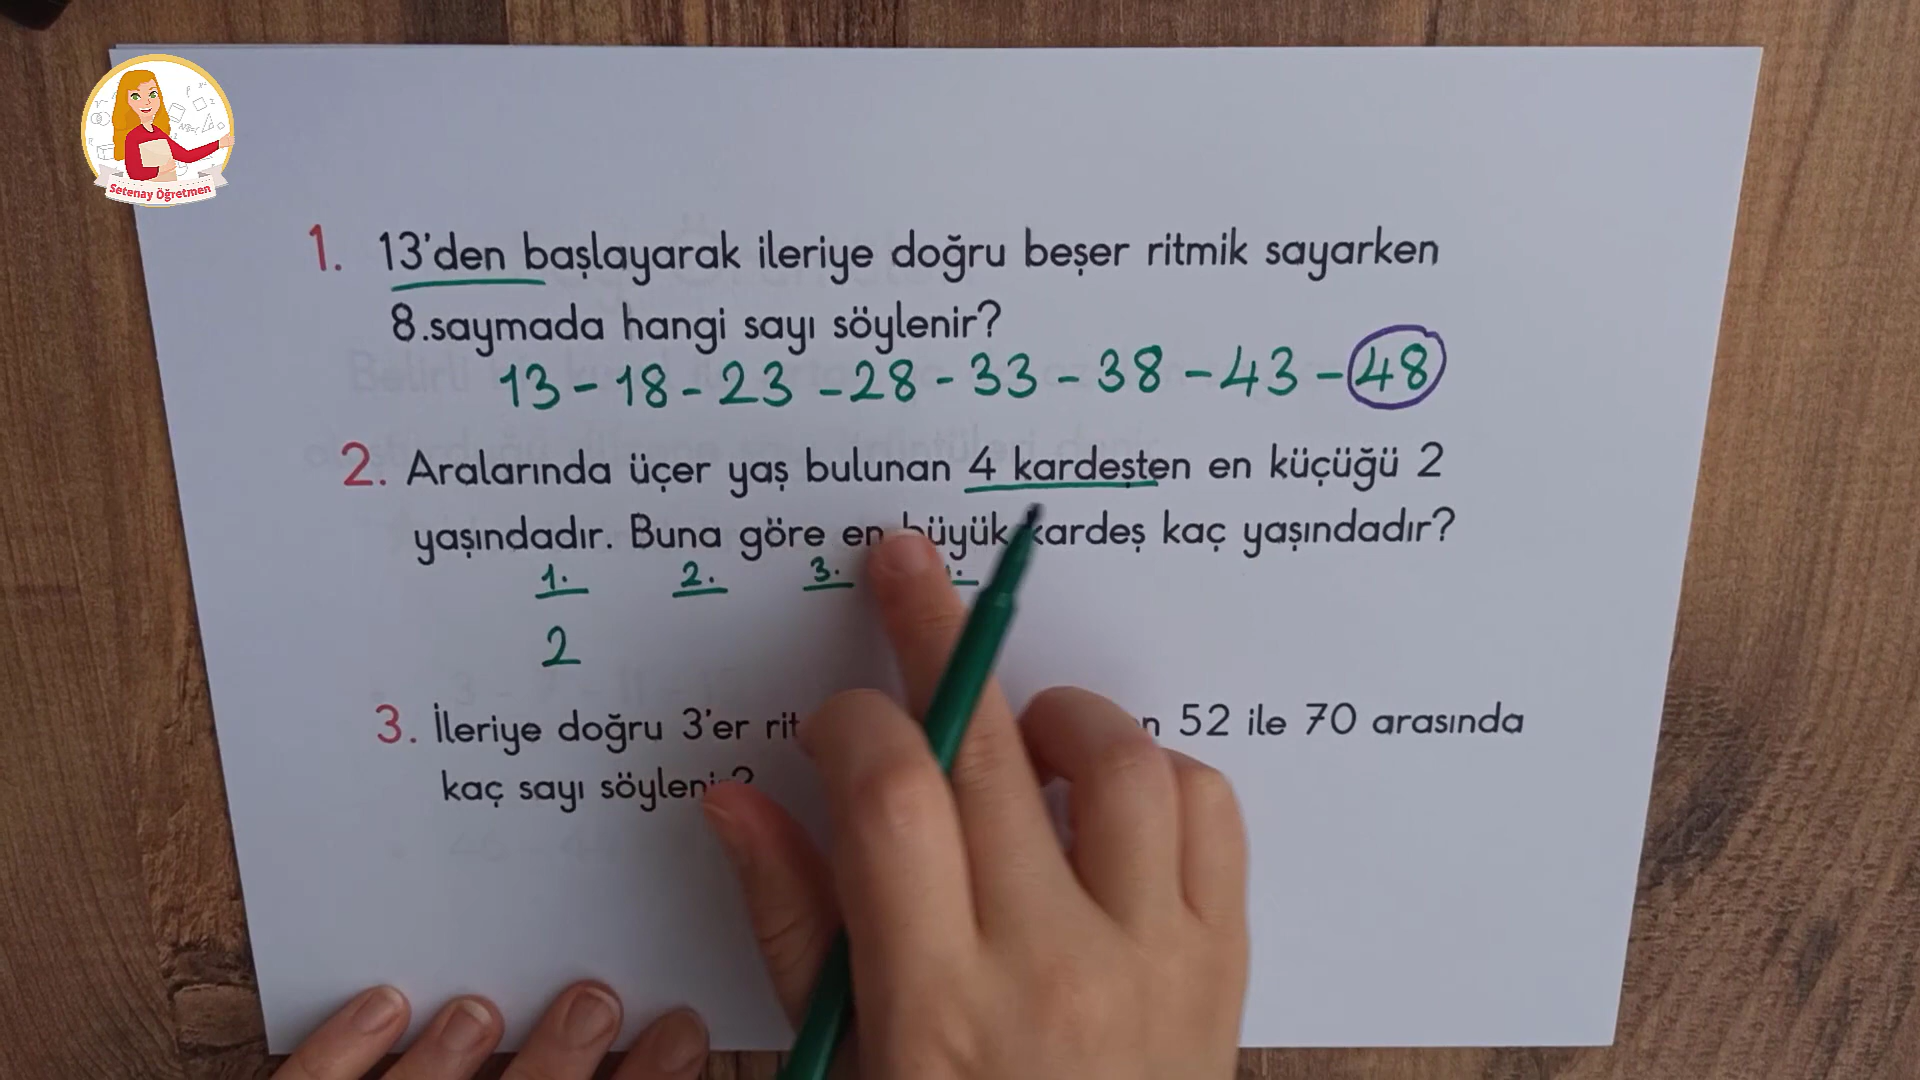 Setenay Öğretmen
1. 13'den başlayarak ileriye doğru beşer ritmik sayarken
8.saymada hangi sayı söylenir?
13 - 18 - 23 - 28 - 33 - 38 - 43 - 48
2. Aralarında üçer yaş bulunan 4 kardeşten en küçüğü 2
yaşındadır. Buna göre en büyük kardeş kaç yaşındadır?
1. 2. 3.
2
3. İleriye doğru 3'er 52 ile 70 arasında
kaç sayı söylenir?